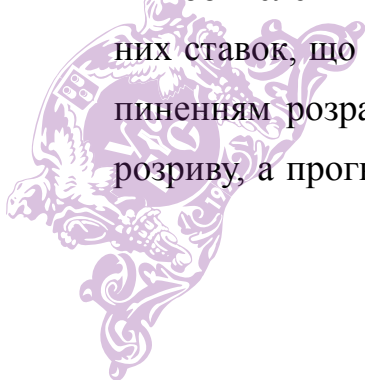 них ставок, що
пиненням розра
розриву, а прогн